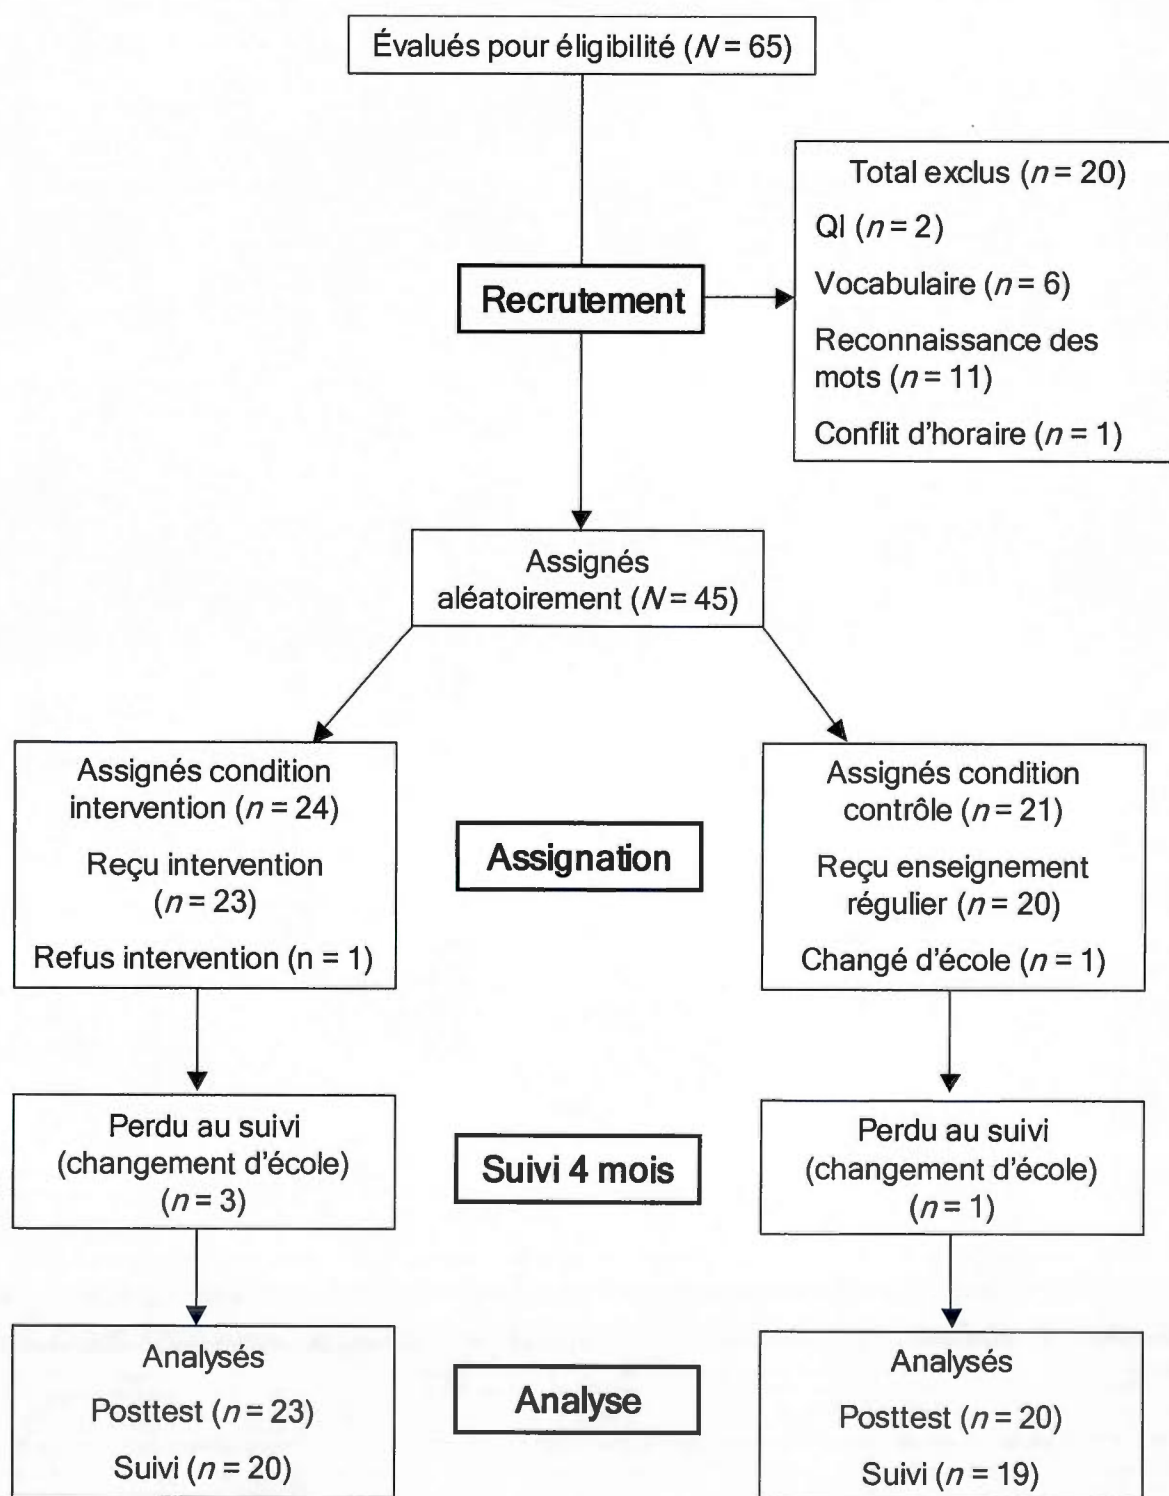 Évalués pour éligibilité (N = 65)
Total exclus (n = 20)
QI (n = 2)
Vocabulaire (n = 6)
Reconnaissance des
mots (n = 11)
Conflit d'horaire (n = 1)
Recrutement
Assignés
aléatoirement (N = 45)
Assignés condition
intervention (n = 24)
Reçu intervention
(n = 23)
Refus intervention (n = 1)
Assignation
Assignés condition
contrôle (n = 21)
Reçu enseignement
régulier (n = 20)
Changé d'école (n = 1)
Perdu au suivi
(changement d'école)
(n = 3)
Suivi 4 mois
Perdu au suivi
(changement d'école)
(n = 1)
Analysés
Posttest (n = 23)
Suivi (n = 20)
Analyse
Analysés
Posttest (n = 20)
Suivi (n = 19)